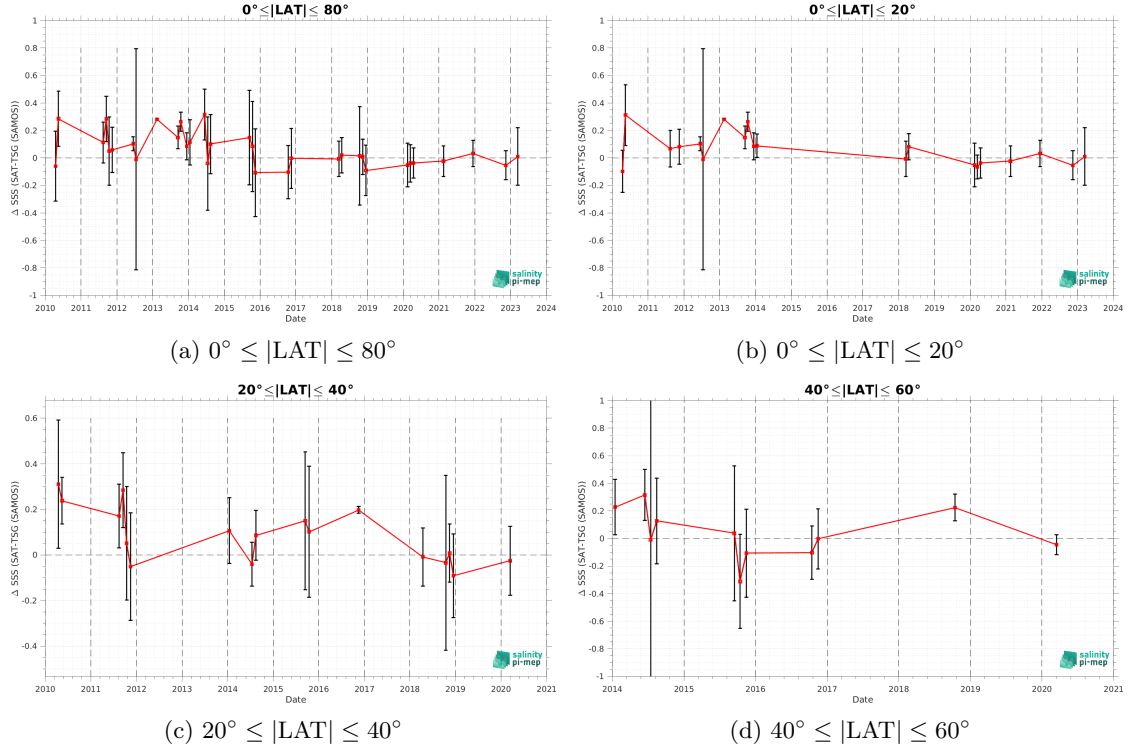 0°≤|LAT|≤ 80°
1
0.8
0.6
0.4
0.2
0
-0.2
-0.4
-0.6
-0.8
-1
Δ SSS (SAT-TSG (SAMOS))
2010 2011 2012 2013 2014 2015 2016 2017 2018 2019 2020 2021 2022 2023 2024
Date
salinity
pi-mep
(a) 0° ≤ |LAT| ≤ 80°
0°≤|LAT|≤ 20°
1
0.8
0.6
0.4
0.2
0
-0.2
-0.4
-0.6
-0.8
-1
Δ SSS (SAT-TSG (SAMOS))
2010 2011 2012 2013 2014 2015 2016 2017 2018 2019 2020 2021 2022 2023 2024
Date
salinity
pi-mep
(b) 0° ≤ |LAT| ≤ 20°
20°≤|LAT|≤ 40°
0.6
0.4
0.2
0
-0.2
-0.4
Δ SSS (SAT-TSG (SAMOS))
2010 2011 2012 2013 2014 2015 2016 2017 2018 2019 2020 2021
Date
salinity
pi-mep
(c) 20° ≤ |LAT| ≤ 40°
40°≤|LAT|≤ 60°
1
0.8
0.6
0.4
0.2
0
-0.2
-0.4
-0.6
-0.8
-1
Δ SSS (SAT-TSG (SAMOS))
2014 2015 2016 2017 2018 2019 2020 2021
Date
salinity
pi-mep
(d) 40° ≤ |LAT| ≤ 60°